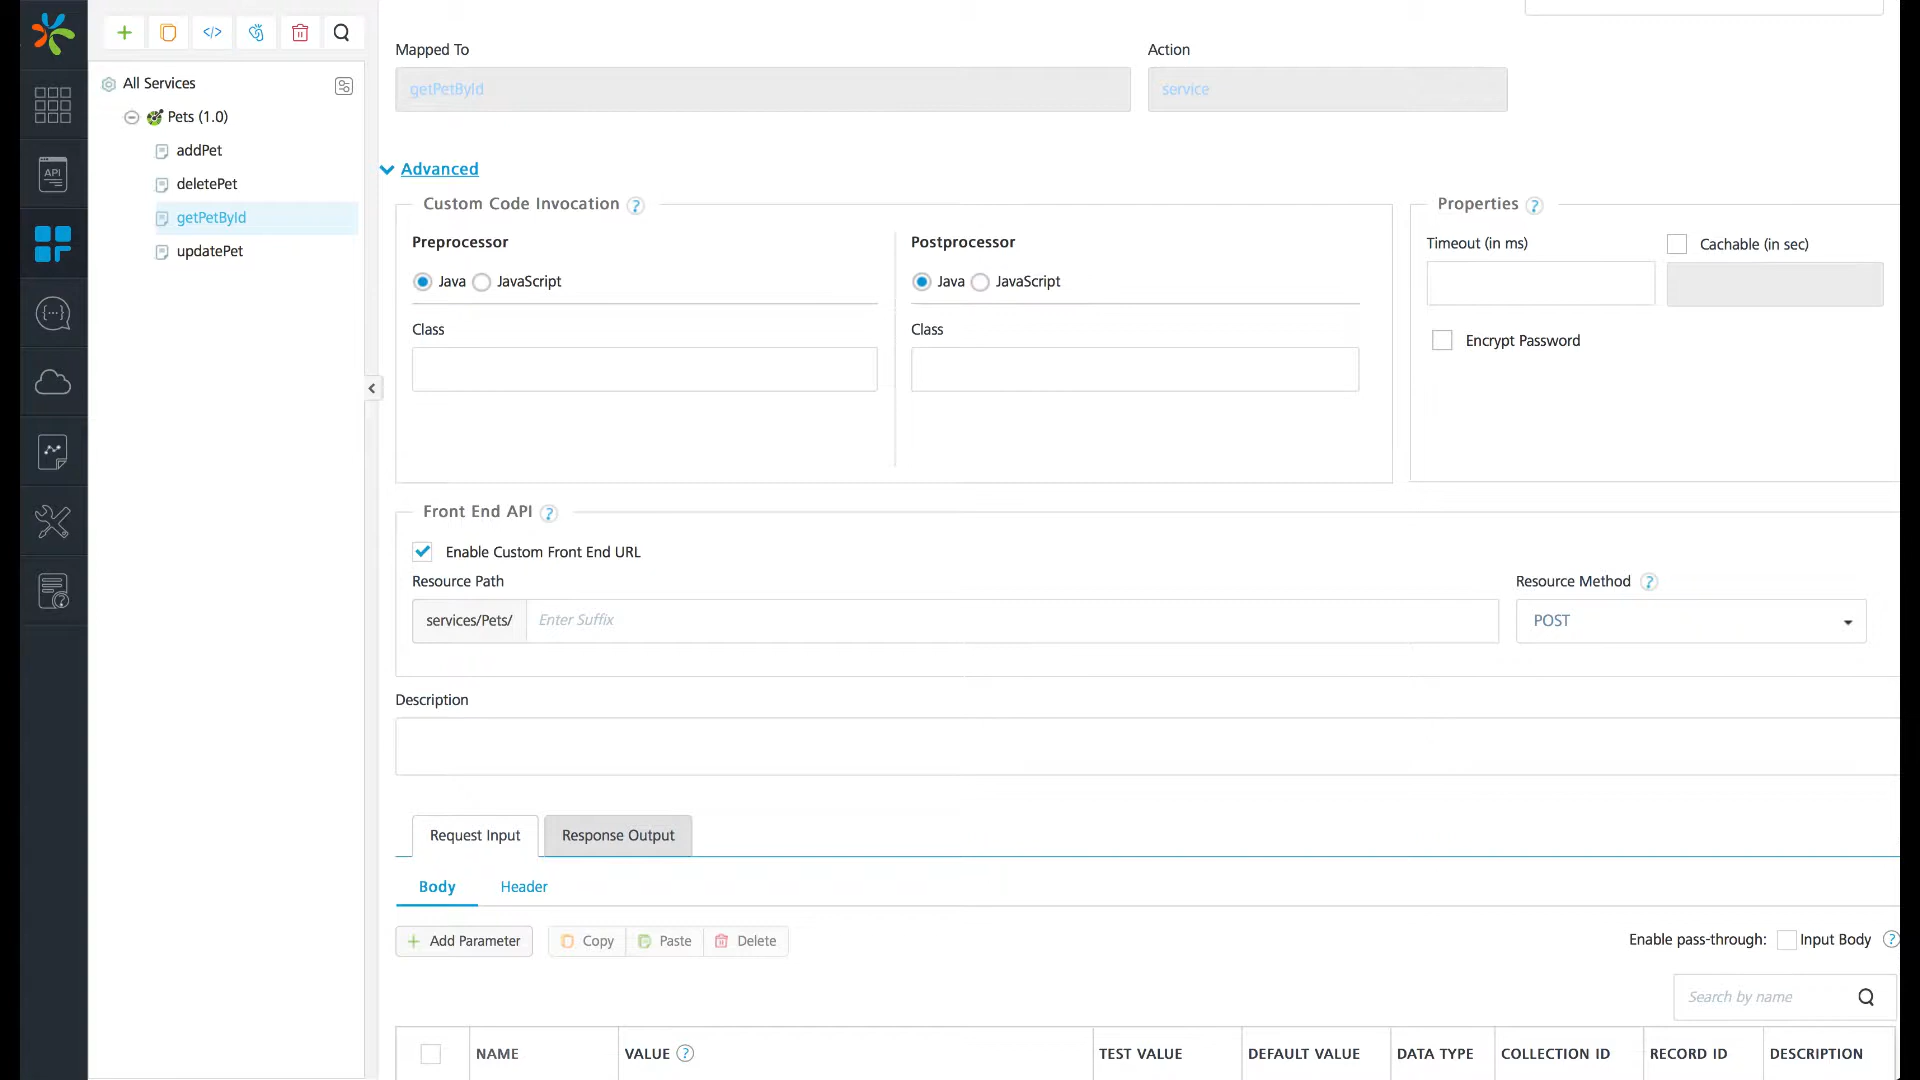 Mapped To
Action
API
All Services
getPetById
service
Pets (1.0)
addPet
deletePet
getPetById
updatePet
Advanced
Custom Code Invocation ?
Properties ?
Preprocessor
Postprocessor
Timeout (in ms)
Cachable (in sec)
Java JavaScript
Java JavaScript
Class
Class
Encrypt Password
Front End API ?
Enable Custom Front End URL
Resource Path
Resource Method ?
services/Pets/
Enter Suffix
POST
Description
Request Input
Response Output
Body
Header
Add Parameter
Copy
Paste
Delete
Enable pass-through: Input Body ?
Search by name
NAME
VALUE ?
TEST VALUE
DEFAULT VALUE
DATA TYPE
COLLECTION ID
RECORD ID
DESCRIPTION